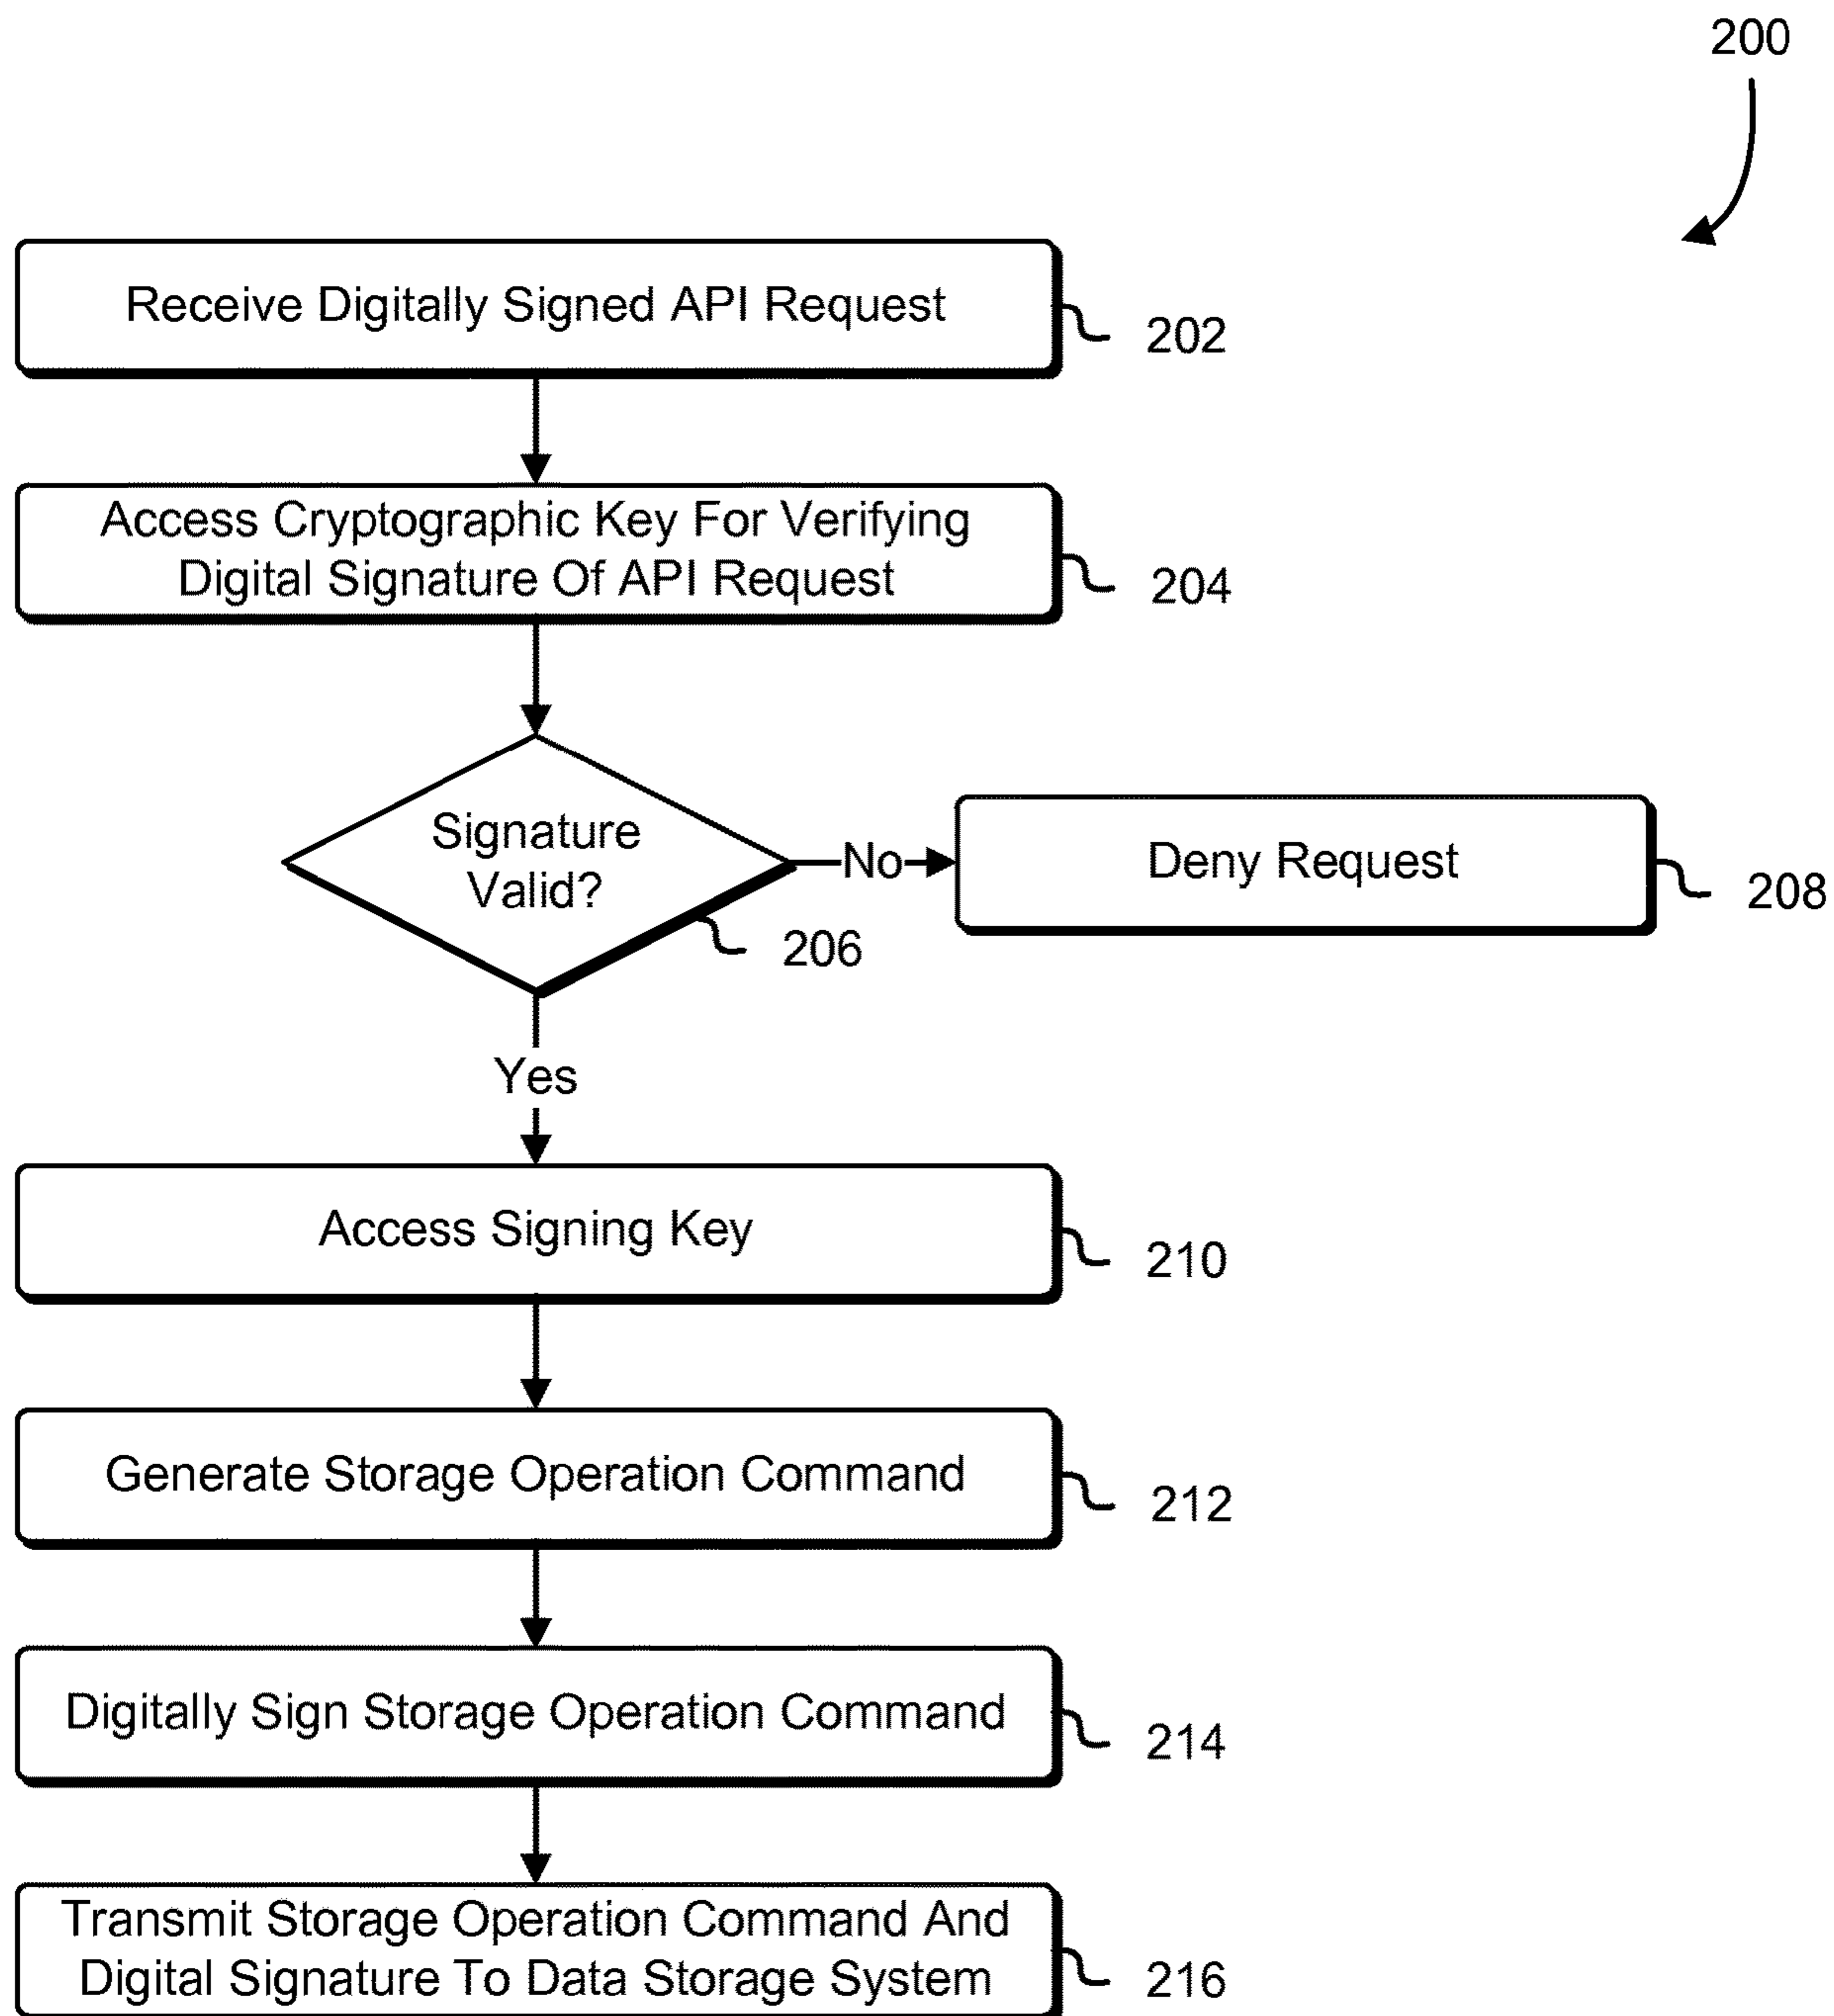 200
Receive Digitally Signed API Request
202
Access Cryptographic Key For Verifying
Digital Signature Of API Request
204
Signature
Valid?
206
No
Deny Request
208
Yes
Access Signing Key
210
Generate Storage Operation Command
212
Digitally Sign Storage Operation Command
214
Transmit Storage Operation Command And
Digital Signature To Data Storage System
216